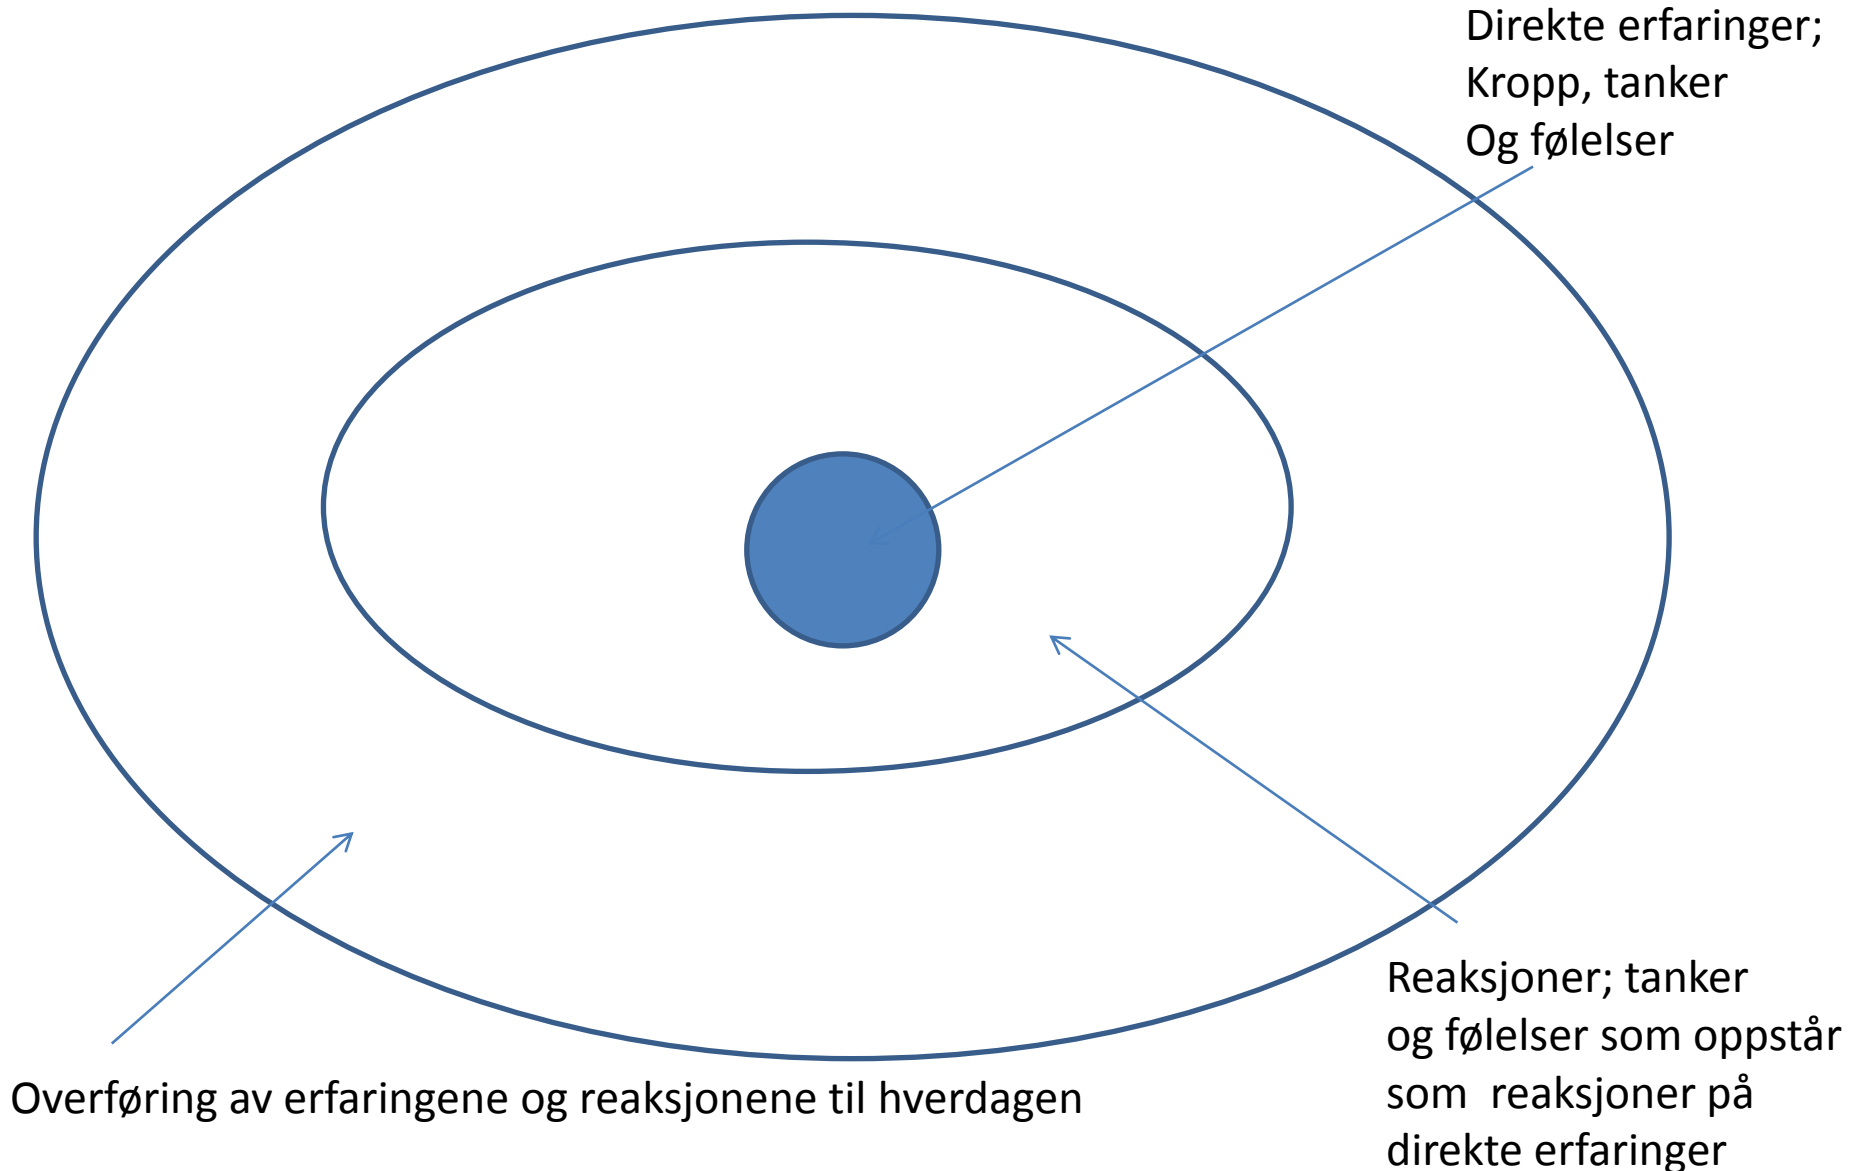 Direkte erfaringer;
Kropp, tanker
Og følelser
Overføring av erfaringene og reaksjonene til hverdagen
Reaksjoner; tanker
og følelser som oppstår
som  reaksjoner på
direkte erfaringer